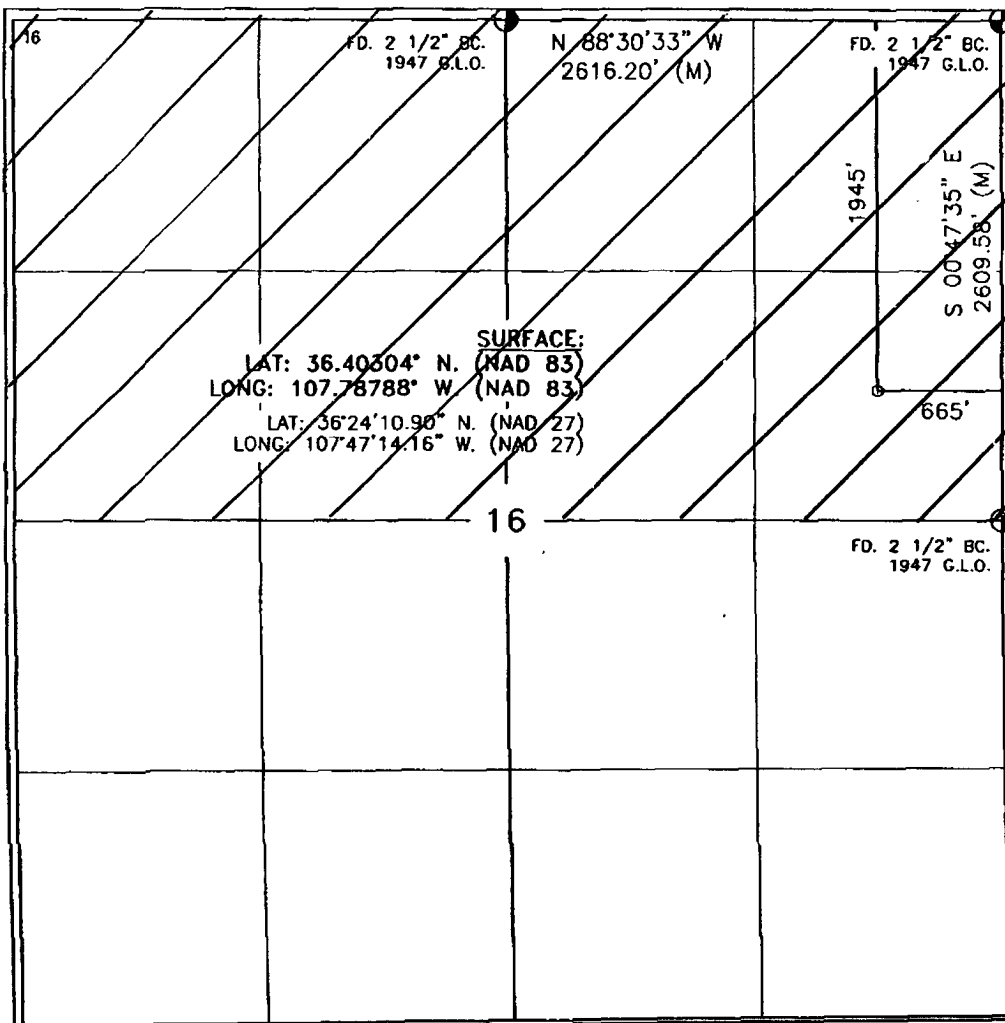 16
FD. 2 1/2" BC.
1947 G.L.O.
N 88°30'33" W
2616.20' (M)
FD. 2 1/2" BC.
1947 G.L.O.
1945'
S 00°47'35" E
2609.58' (M)
665'
SURFACE:
LAT: 36.40304° N. (NAD 83)
LONG: 107.78788° W. (NAD 83)
LAT: 36°24'10.90" N. (NAD 27)
LONG: 107°47'14.16" W. (NAD 27)
16
FD. 2 1/2" BC.
1947 G.L.O.